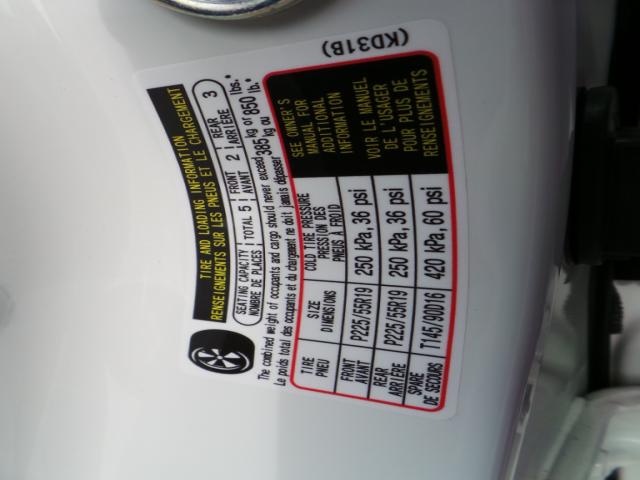 TIRE AND LOADING INFORMATION
RENSEIGNEMENTS SUR LES PNEUS ET LE CHARGEMENT
SEATING CAPACITY TOTAL 5 FRONT 2 REAR 3
NOMBRE DE PLACES AVANT ARRIÈRE
The combined weight of occupants and cargo should never exceed 385 kg or 850 lbs.
Le poids total des occupants et du chargement ne doit jamais dépasser kg ou lb.
TIRE SIZE COLD TIRE PRESSURE SEE OWNER'S
PNEU DIMENSIONS PRESSION DES MANUAL FOR
PNEUS À FROID ADDITIONAL
INFORMATION
FRONT P225/55R19 250 kPa, 36 psi
AVANT
REAR P225/55R19 250 kPa, 36 psi VOIR LE MANUEL
ARRIÈRE DE L'USAGER
SPARE T145/90D16 420 kPa, 60 psi POUR PLUS DE
DE SECOURS RENSEIGNEMENTS
(KD31B)